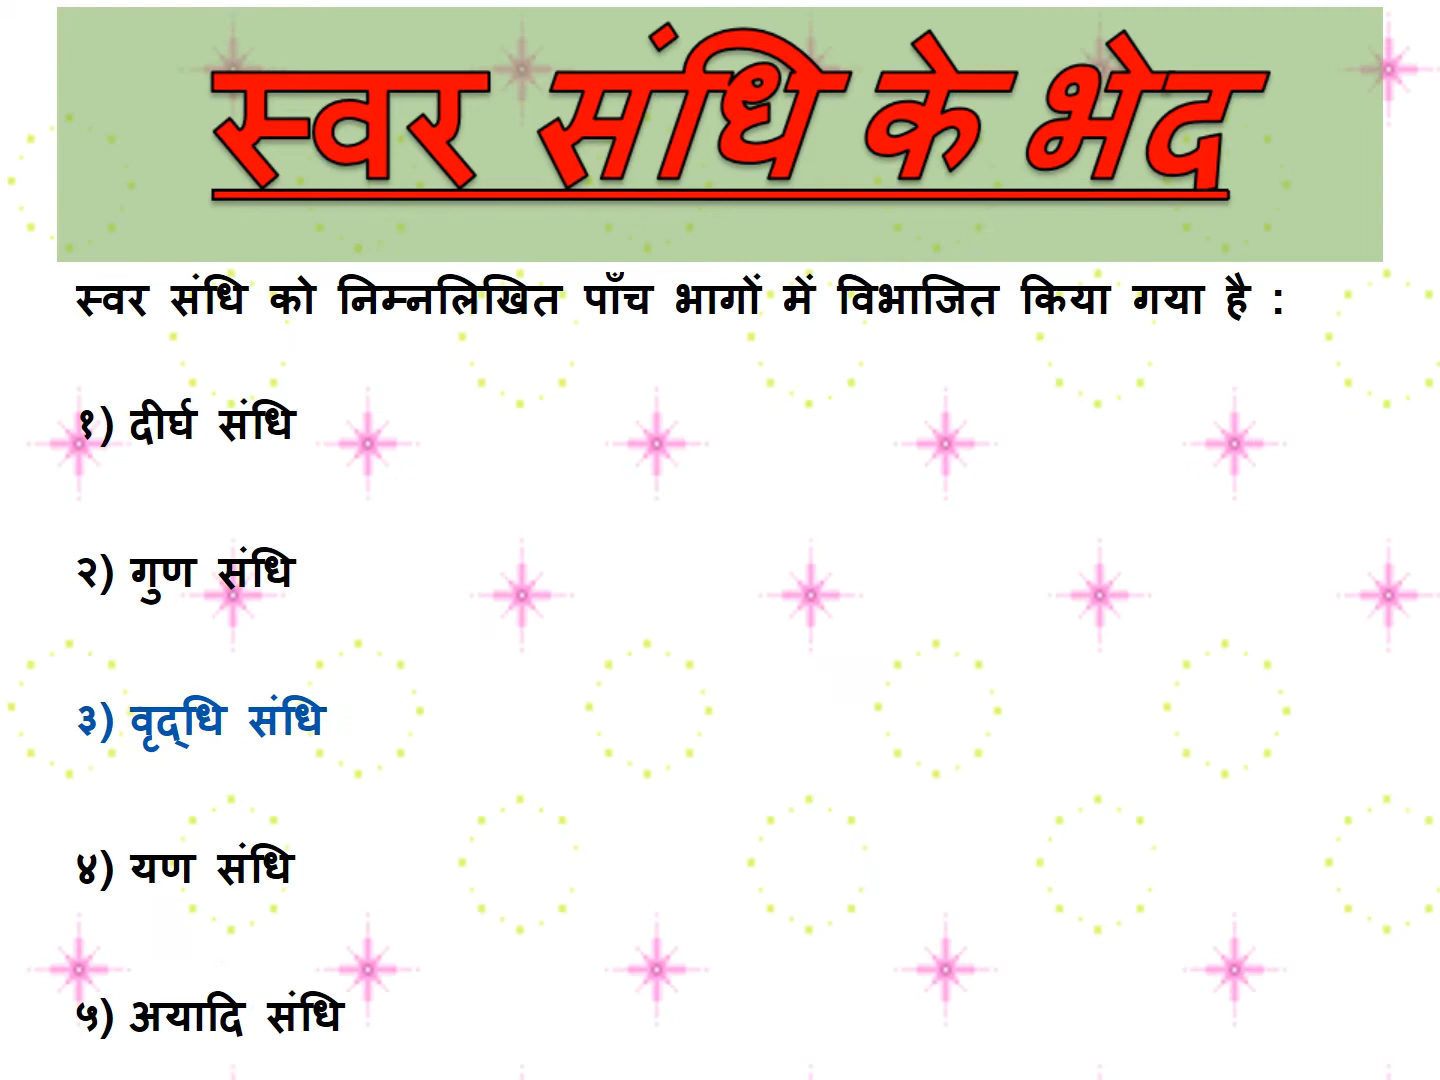 स्वर संधि के भेद
स्वर संधि को निम्नलिखित पाँच भागों में विभाजित किया गया है :
१) दीर्घ संधि
२) गुण संधि
३) वृद्‌धि संधि
४) यण संधि
५) अयादि संधि